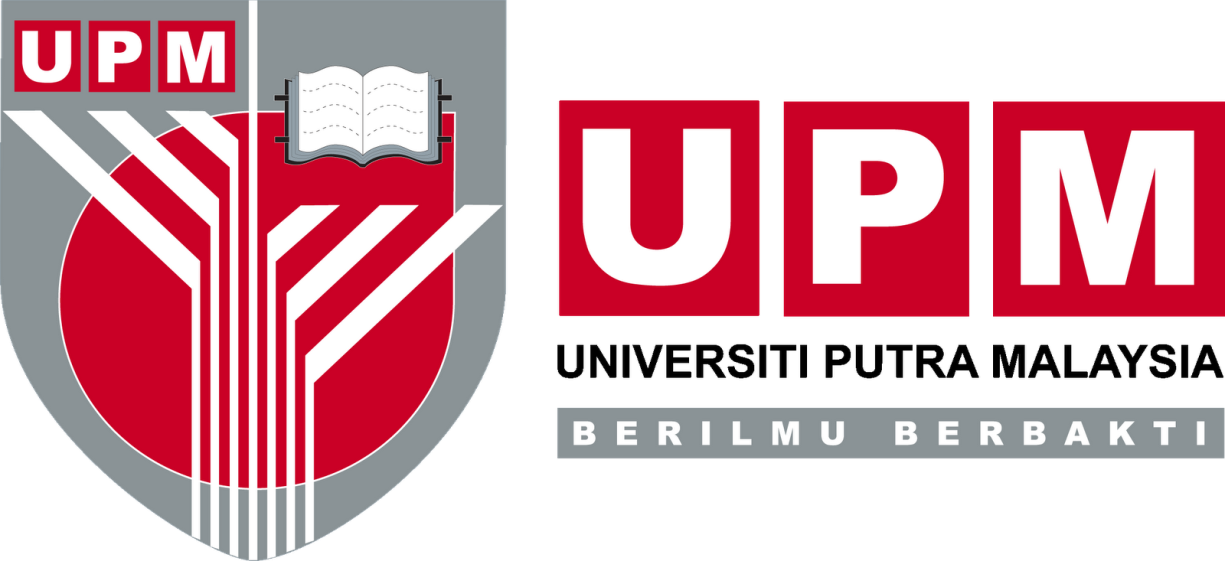 UPM
UPM
UNIVERSITI PUTRA MALAYSIA
BERILMU BERBAKTI